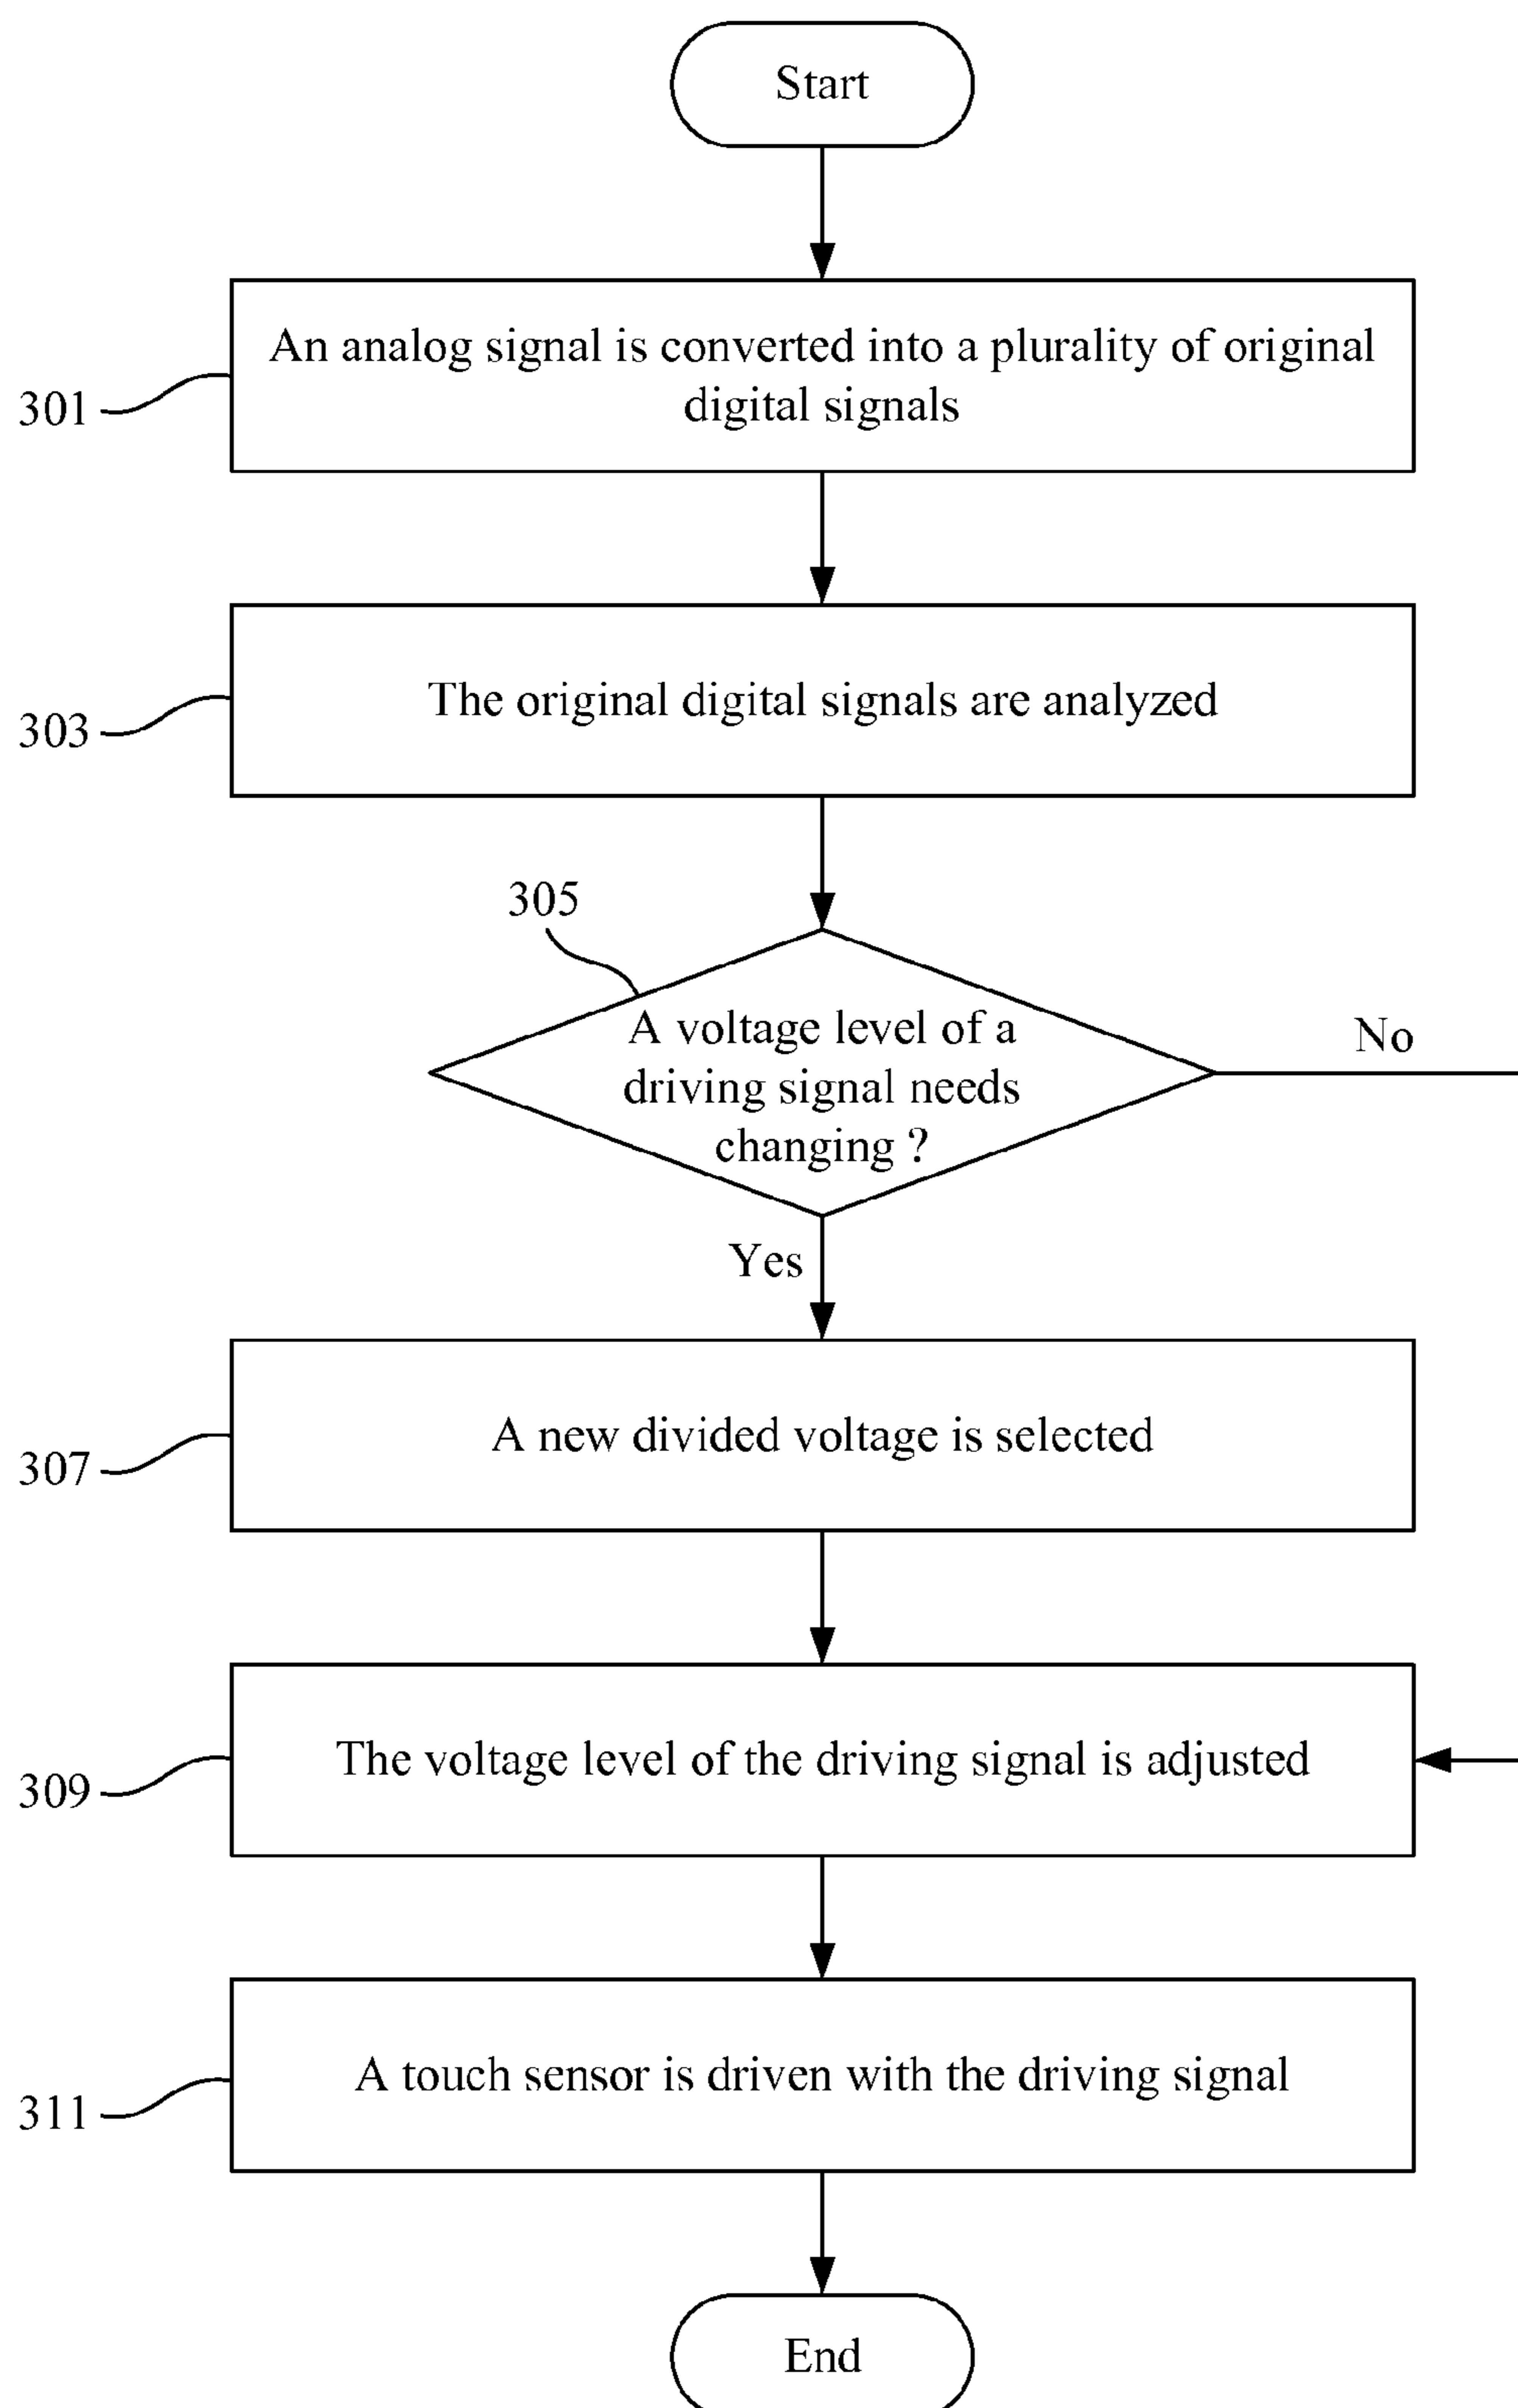 Start
An analog signal is converted into a plurality of original
digital signals
301
The original digital signals are analyzed
303
305
A voltage level of a
driving signal needs
changing ?
No
Yes
A new divided voltage is selected
307
The voltage level of the driving signal is adjusted
309
A touch sensor is driven with the driving signal
311
End